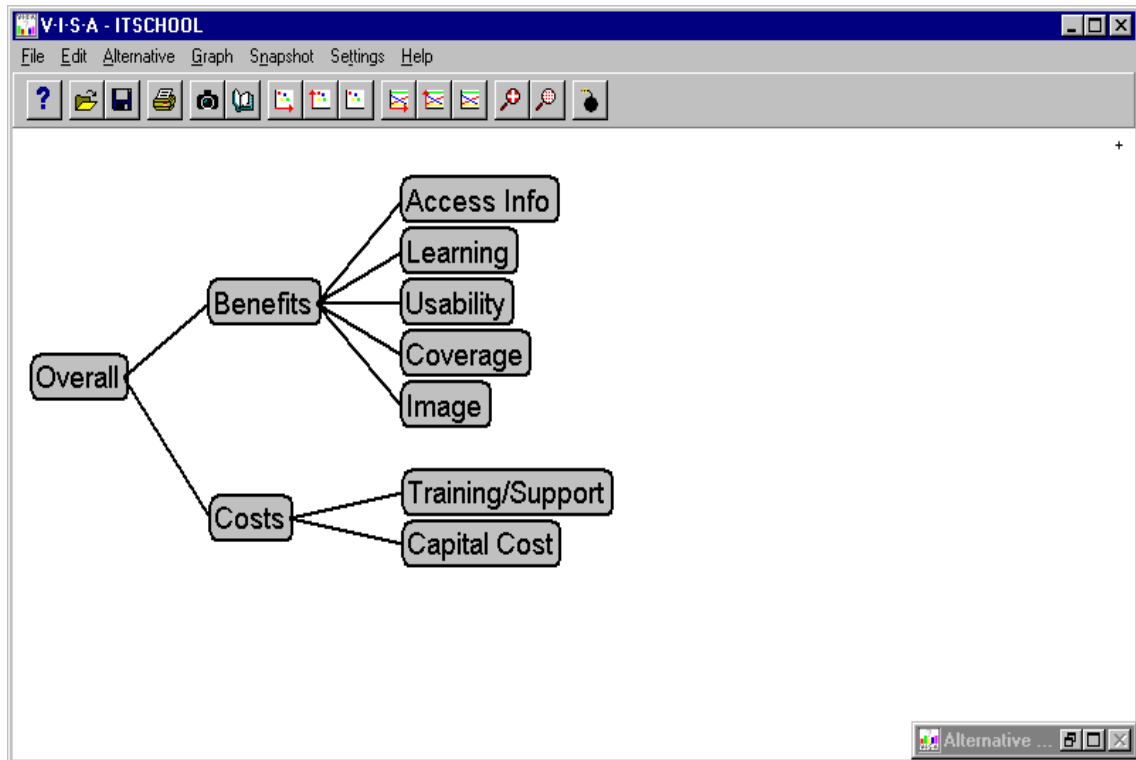 V·I·S·A - ITSCHOOL
File Edit Alternative Graph Snapshot Settings Help
?
Access Info
Learning
Benefits
Usability
Coverage
Overall
Image
Training/Support
Costs
Capital Cost
Alternative ...